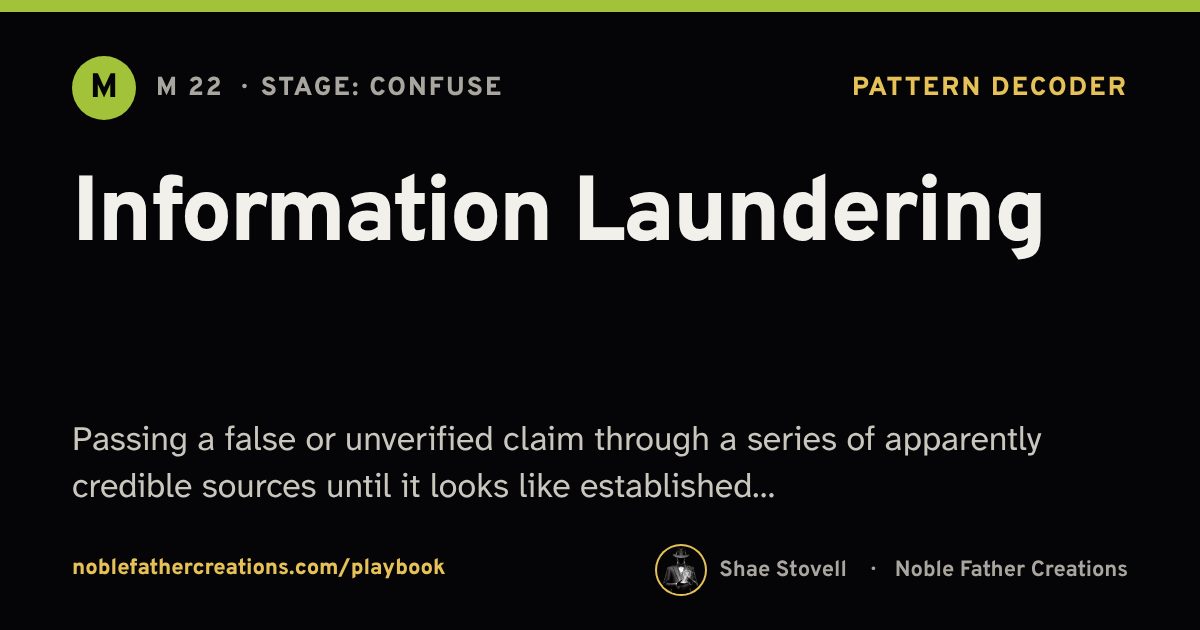 M
M 22 · STAGE: CONFUSE
PATTERN DECODER
Information Laundering
Passing a false or unverified claim through a series of apparently
credible sources until it looks like established...
noblefathercreations.com/playbook
Shae Stovell · Noble Father Creations